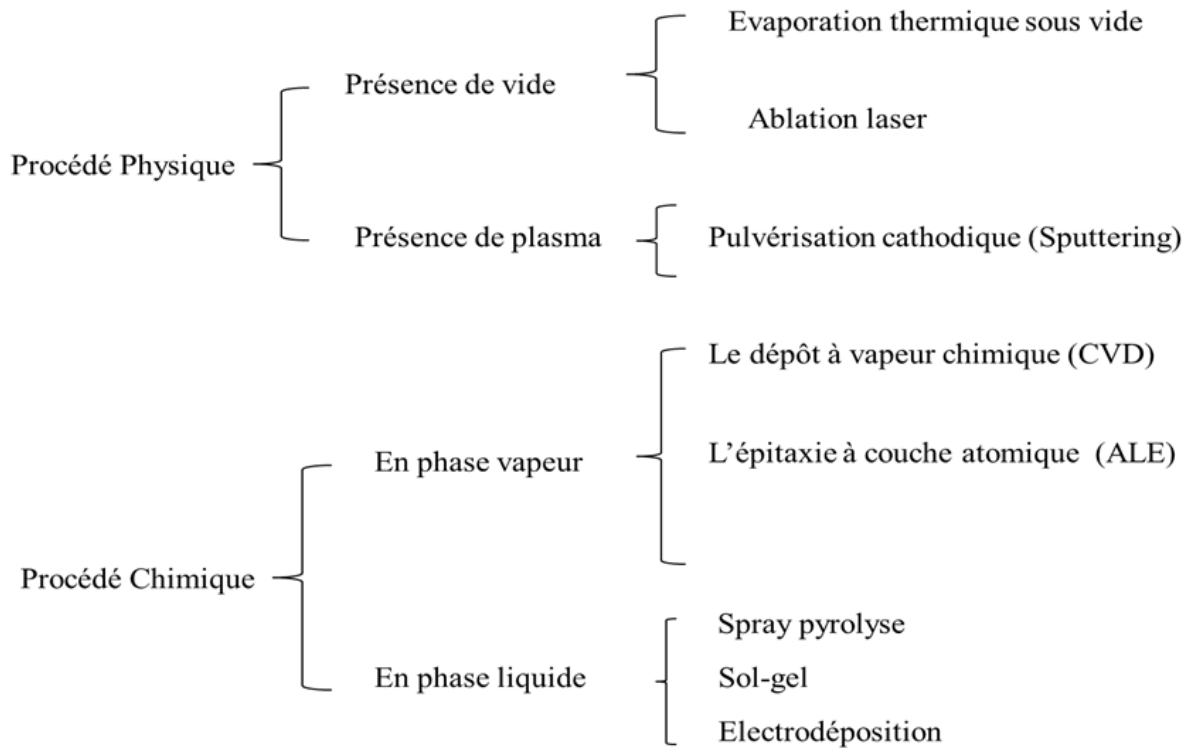 Evaporation thermique sous vide
Présence de vide
Ablation laser
Procédé Physique
Présence de plasma
Pulvérisation cathodique (Sputtering)
Le dépôt à vapeur chimique (CVD)
En phase vapeur
L’épitaxie à couche atomique (ALE)
Procédé Chimique
Spray pyrolyse
En phase liquide
Sol-gel
Electrodéposition